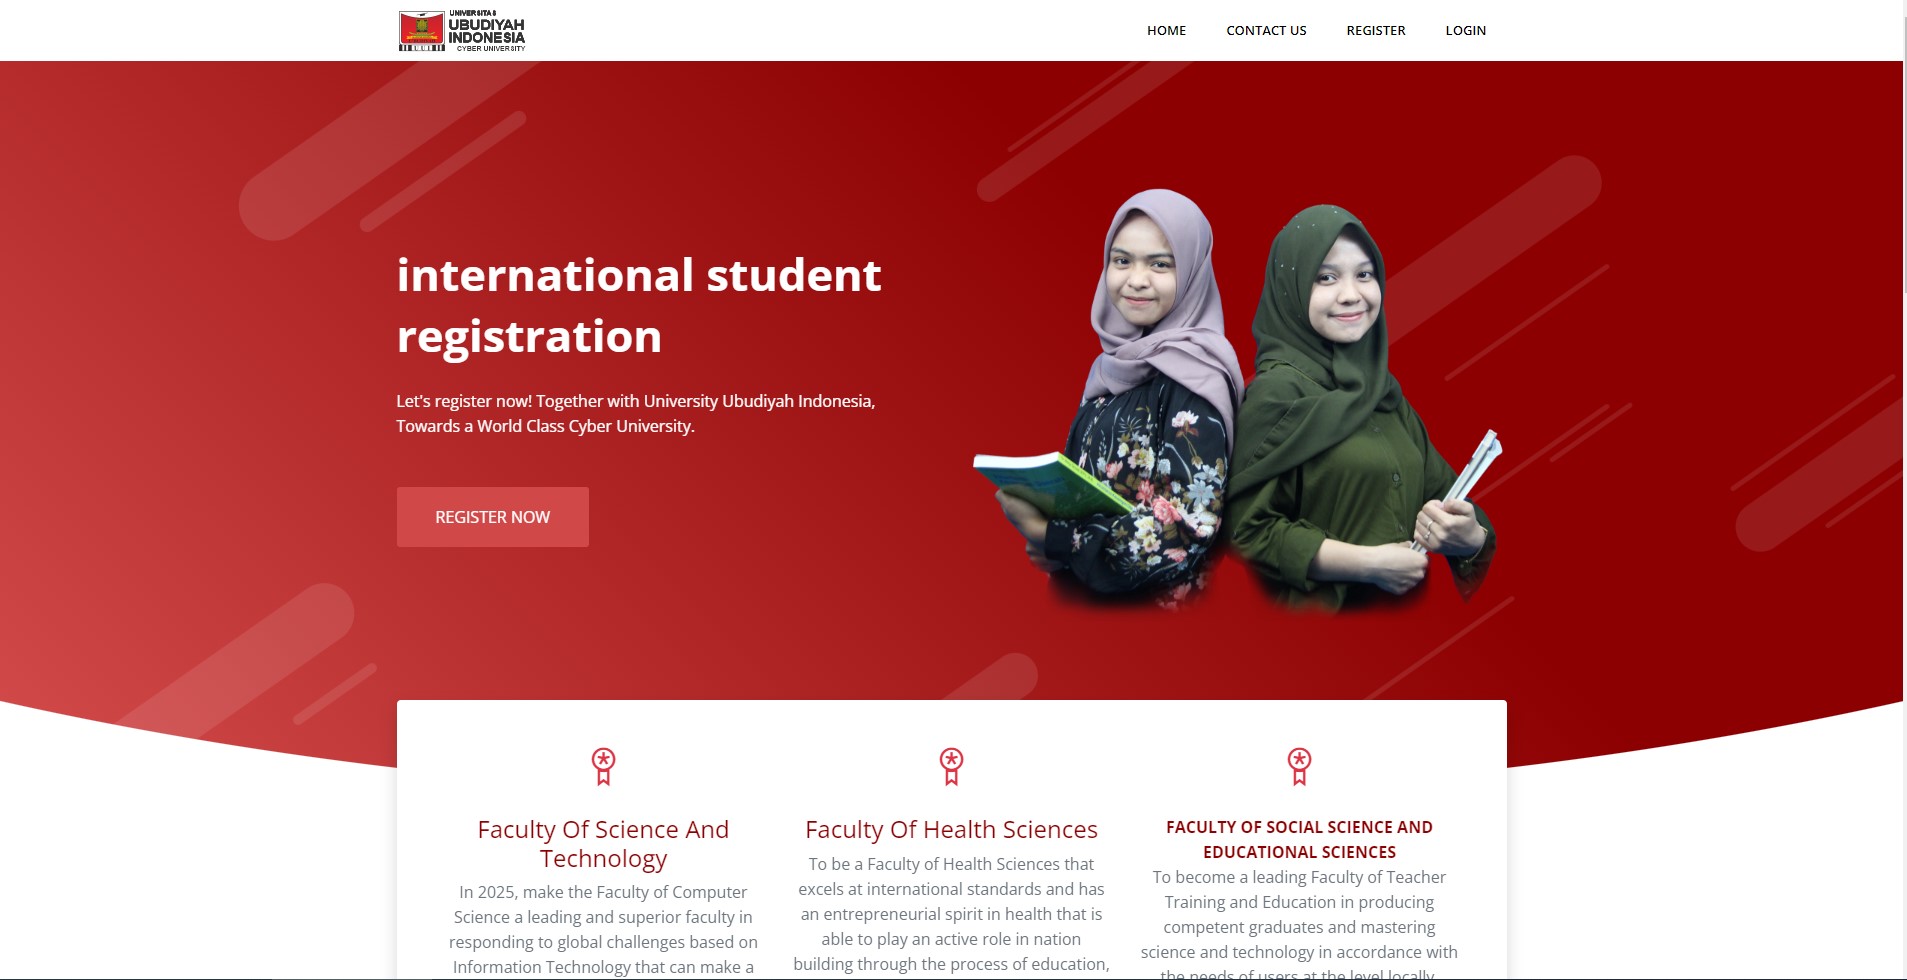 UNIVERSITAS
UBUDIYAH
INDONESIA
CYBER UNIVERSITY
HOME CONTACT US REGISTER LOGIN
international student
registration
Let's register now! Together with University Ubudiyah Indonesia,
Towards a World Class Cyber University.
REGISTER NOW
Faculty Of Science And
Technology
In 2025, make the Faculty of Computer
Science a leading and superior faculty in
responding to global challenges based on
Information Technology that can make a
Faculty Of Health Sciences
To be a Faculty of Health Sciences that
excels at international standards and has
an entrepreneurial spirit in health that is
able to play an active role in nation
building through the process of education,
FACULTY OF SOCIAL SCIENCE AND
EDUCATIONAL SCIENCES
To become a leading Faculty of Teacher
Training and Education in producing
competent graduates and mastering
science and technology in accordance with
the needs of users at the level locally